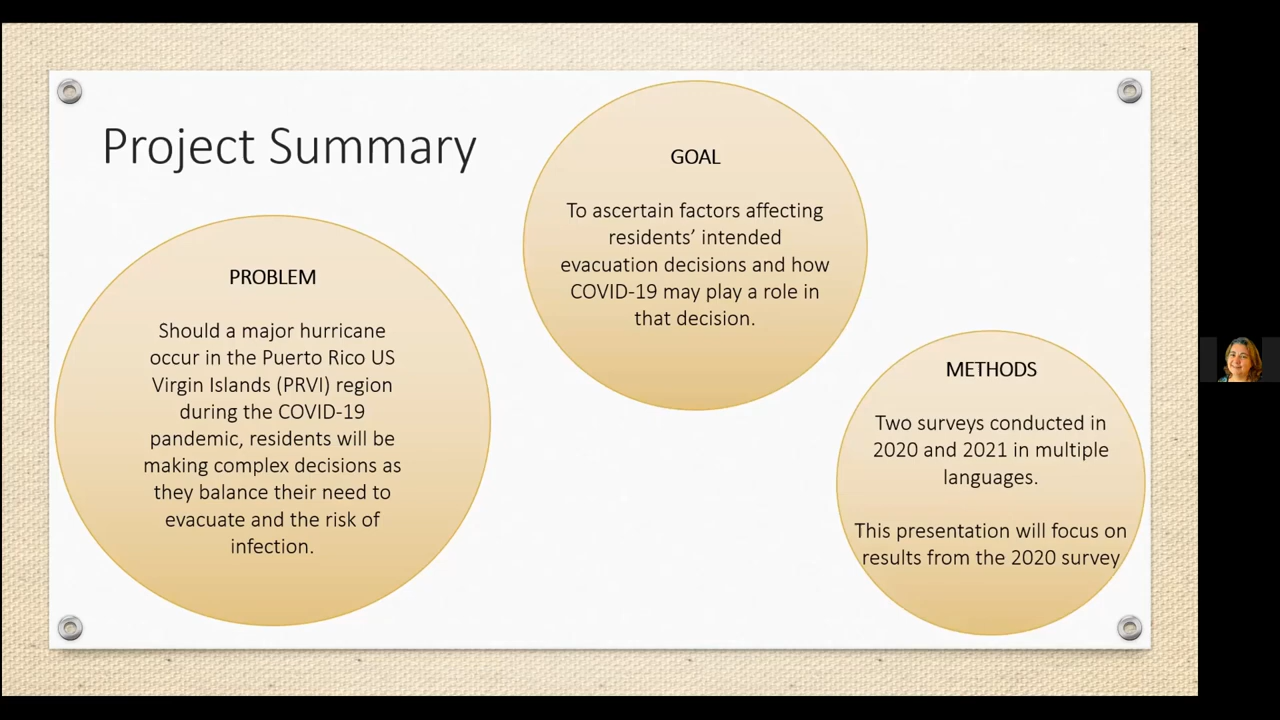 Project Summary
PROBLEM
Should a major hurricane
occur in the Puerto Rico US
Virgin Islands (PRVI) region
during the COVID-19
pandemic, residents will be
making complex decisions as
they balance their need to
evacuate and the risk of
infection.
GOAL
To ascertain factors affecting
residents’ intended
evacuation decisions and how
COVID-19 may play a role in
that decision.
METHODS
Two surveys conducted in
2020 and 2021 in multiple
languages.
This presentation will focus on
results from the 2020 survey